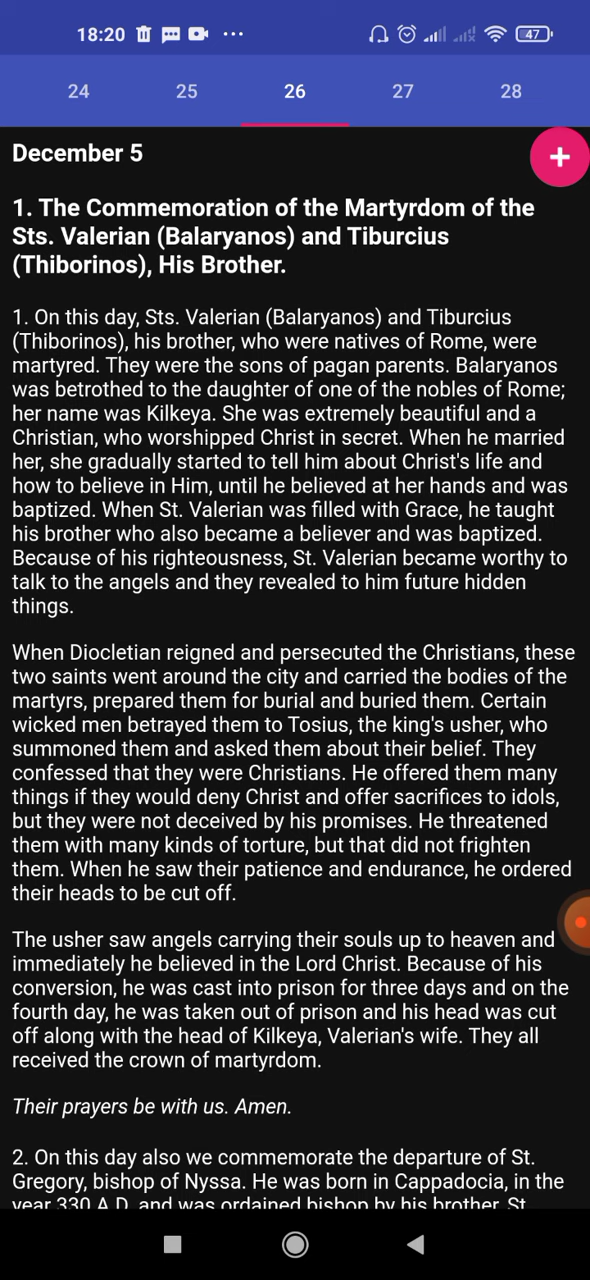 18:20
47
24 25 26 27 28
December 5
+
1. The Commemoration of the Martyrdom of the
Sts. Valerian (Balaryanos) and Tiburcius
(Thiborinos), His Brother.
1. On this day, Sts. Valerian (Balaryanos) and Tiburcius
(Thiborinos), his brother, who were natives of Rome, were
martyred. They were the sons of pagan parents. Balaryanos
was betrothed to the daughter of one of the nobles of Rome;
her name was Kilkeya. She was extremely beautiful and a
Christian, who worshipped Christ in secret. When he married
her, she gradually started to tell him about Christ's life and
how to believe in Him, until he believed at her hands and was
baptized. When St. Valerian was filled with Grace, he taught
his brother who also became a believer and was baptized.
Because of his righteousness, St. Valerian became worthy to
talk to the angels and they revealed to him future hidden
things.
When Diocletian reigned and persecuted the Christians, these
two saints went around the city and carried the bodies of the
martyrs, prepared them for burial and buried them. Certain
wicked men betrayed them to Tosius, the king's usher, who
summoned them and asked them about their belief. They
confessed that they were Christians. He offered them many
things if they would deny Christ and offer sacrifices to idols,
but they were not deceived by his promises. He threatened
them with many kinds of torture, but that did not frighten
them. When he saw their patience and endurance, he ordered
their heads to be cut off.
The usher saw angels carrying their souls up to heaven and
immediately he believed in the Lord Christ. Because of his
conversion, he was cast into prison for three days and on the
fourth day, he was taken out of prison and his head was cut
off along with the head of Kilkeya, Valerian's wife. They all
received the crown of martyrdom.
Their prayers be with us. Amen.
2. On this day also we commemorate the departure of St.
Gregory, bishop of Nyssa. He was born in Cappadocia, in the
year 330 A.D. and was ordained bishop by his brother, St.